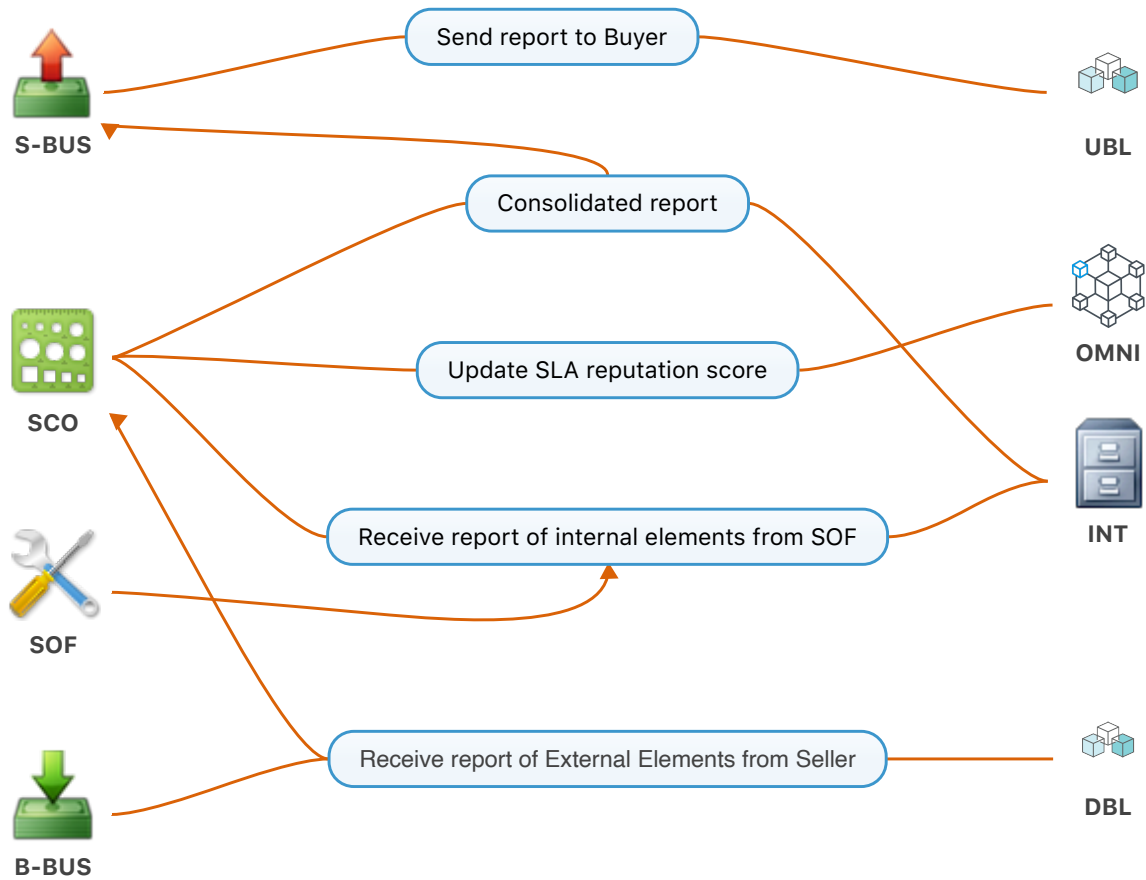 Send report to Buyer
S-BUS
UBL
Consolidated report
OMNI
Update SLA reputation score
SCO
INT
Receive report of internal elements from SOF
SOF
Receive report of External Elements from Seller
DBL
B-BUS